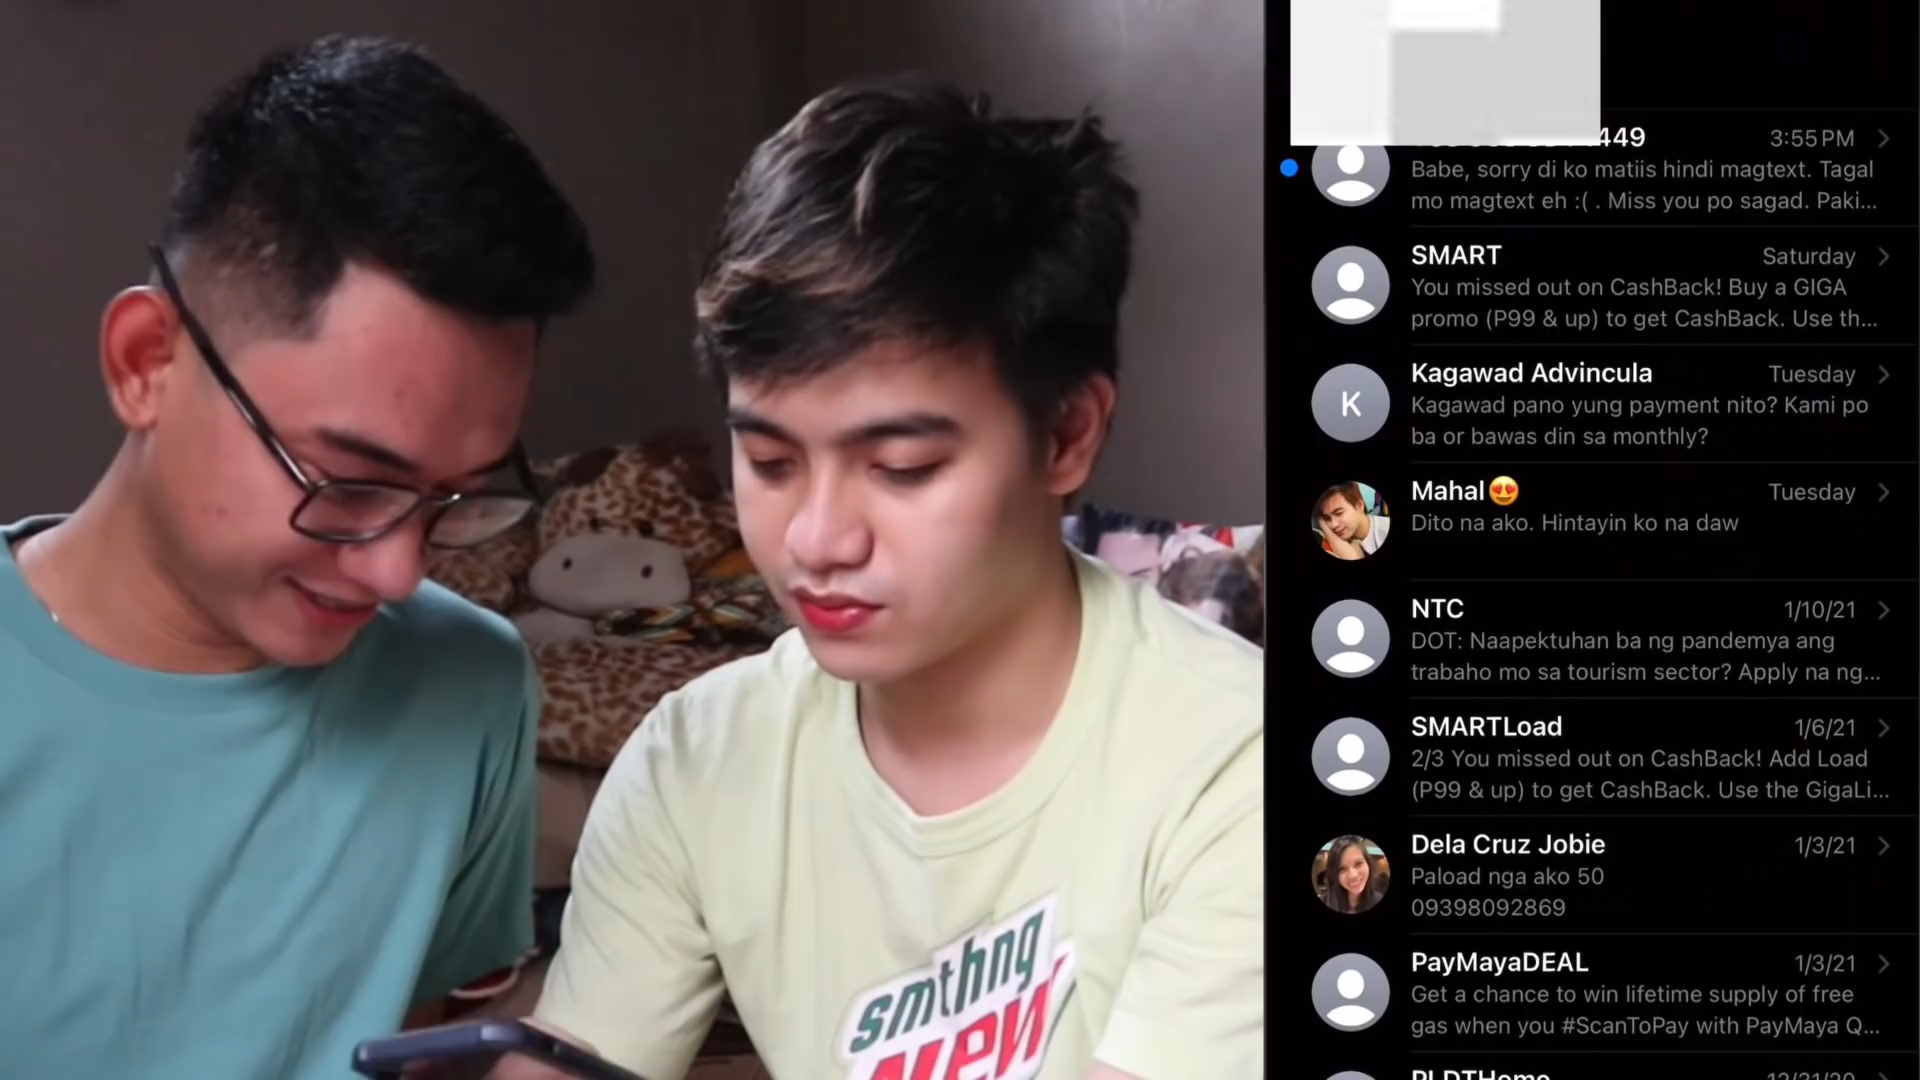 smthng
NEW
449
3:55 PM
Babe, sorry di ko matiis hindi magtext. Tagal
mo magtext eh :( . Miss you po sagad. Paki...
SMART
Saturday
You missed out on CashBack! Buy a GIGA
promo (P99 & up) to get CashBack. Use th...
Kagawad Advincula
Tuesday
K
Kagawad pano yung payment nito? Kami po
ba or bawas din sa monthly?
Mahal😍
Tuesday
Dito na ako. Hintayin ko na daw
NTC
1/10/21
DOT: Naapektuhan ba ng pandemya ang
trabaho mo sa tourism sector? Apply na ng...
SMARTLoad
1/6/21
2/3 You missed out on CashBack! Add Load
(P99 & up) to get CashBack. Use the GigaLi...
Dela Cruz Jobie
1/3/21
Paload nga ako 50
09398092869
PayMayaDEAL
1/3/21
Get a chance to win lifetime supply of free
gas when you #ScanToPay with PayMaya Q...
PLDTHome
12/31/20